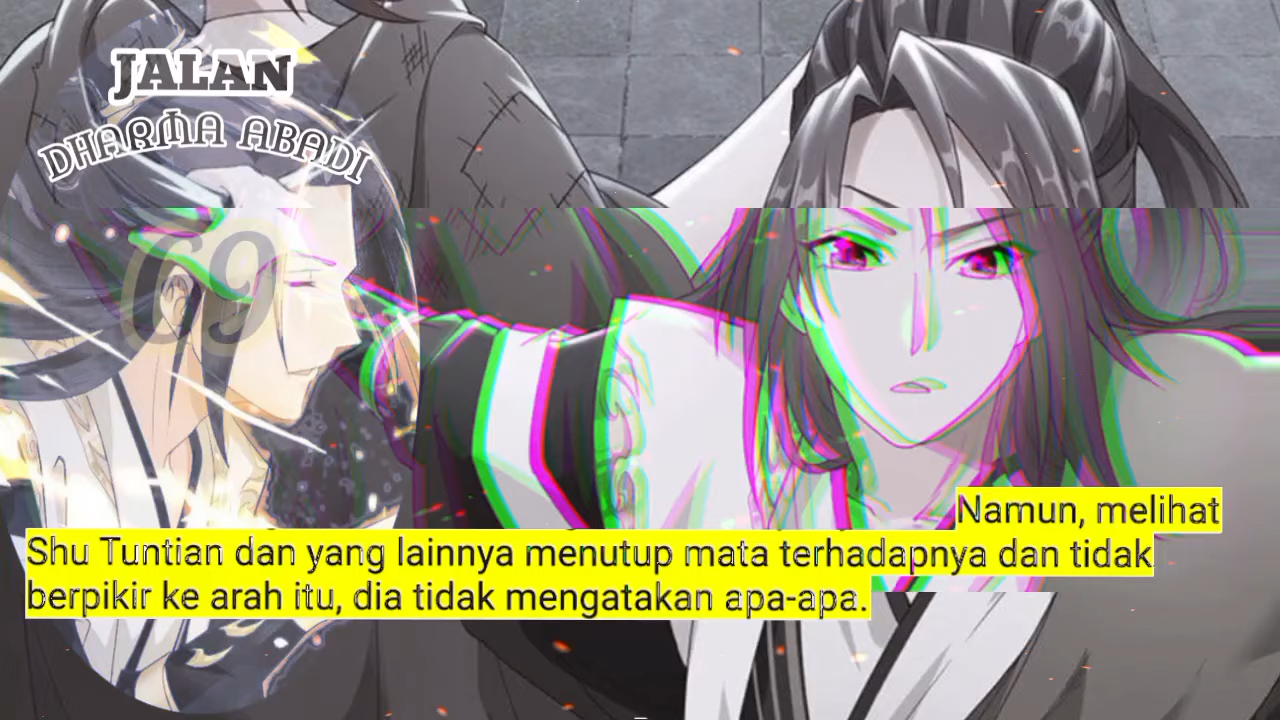 JALAN
DHARMA ABADI
69
Namun, melihat
Shu Tuntian dan yang lainnya menutup mata terhadapnya dan tidak
berpikir ke arah itu, dia tidak mengatakan apa-apa.